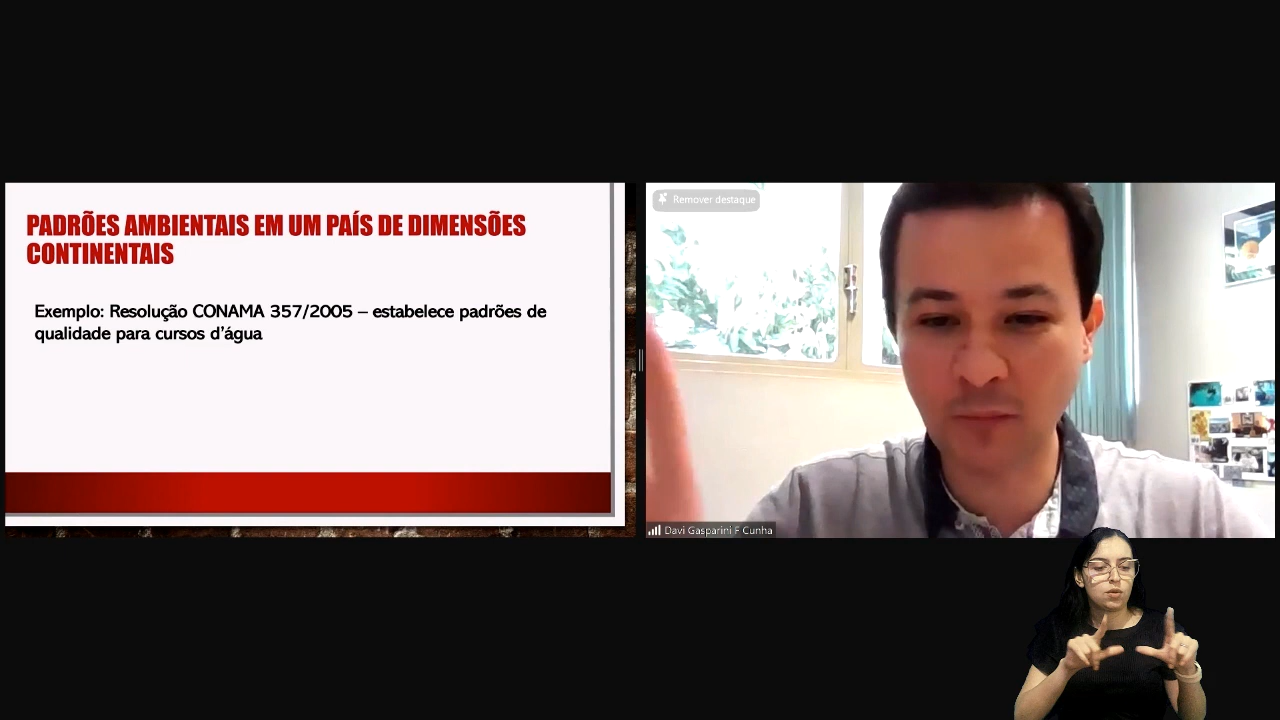 PADRÕES AMBIENTAIS EM UM PAÍS DE DIMENSÕES
CONTINENTAIS
Exemplo: Resolução CONAMA 357/2005 – estabelece padrões de
qualidade para cursos d'água
Remover destaque
Davi Gasparini F Cunha